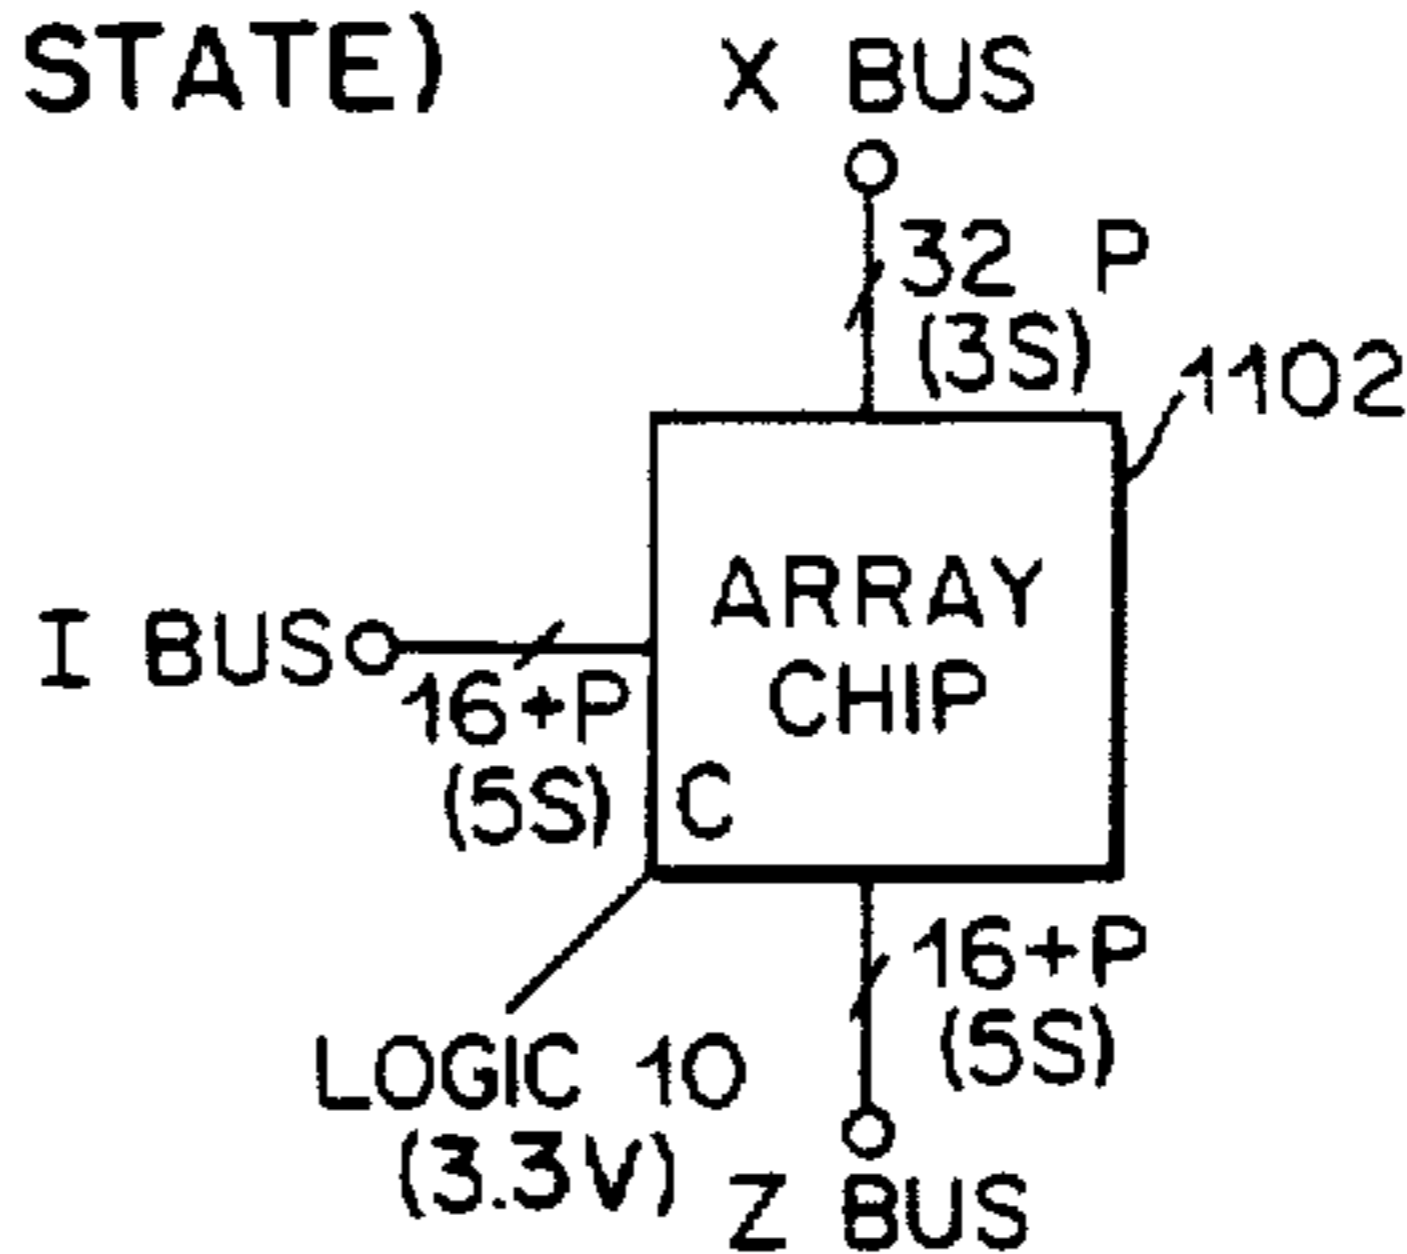 STATE)
X BUS
32 P
(3S)
1102
ARRAY
CHIP
I BUS
16+P
(5S)
C
16+P
(5S)
LOGIC 10
(3.3V)
Z BUS